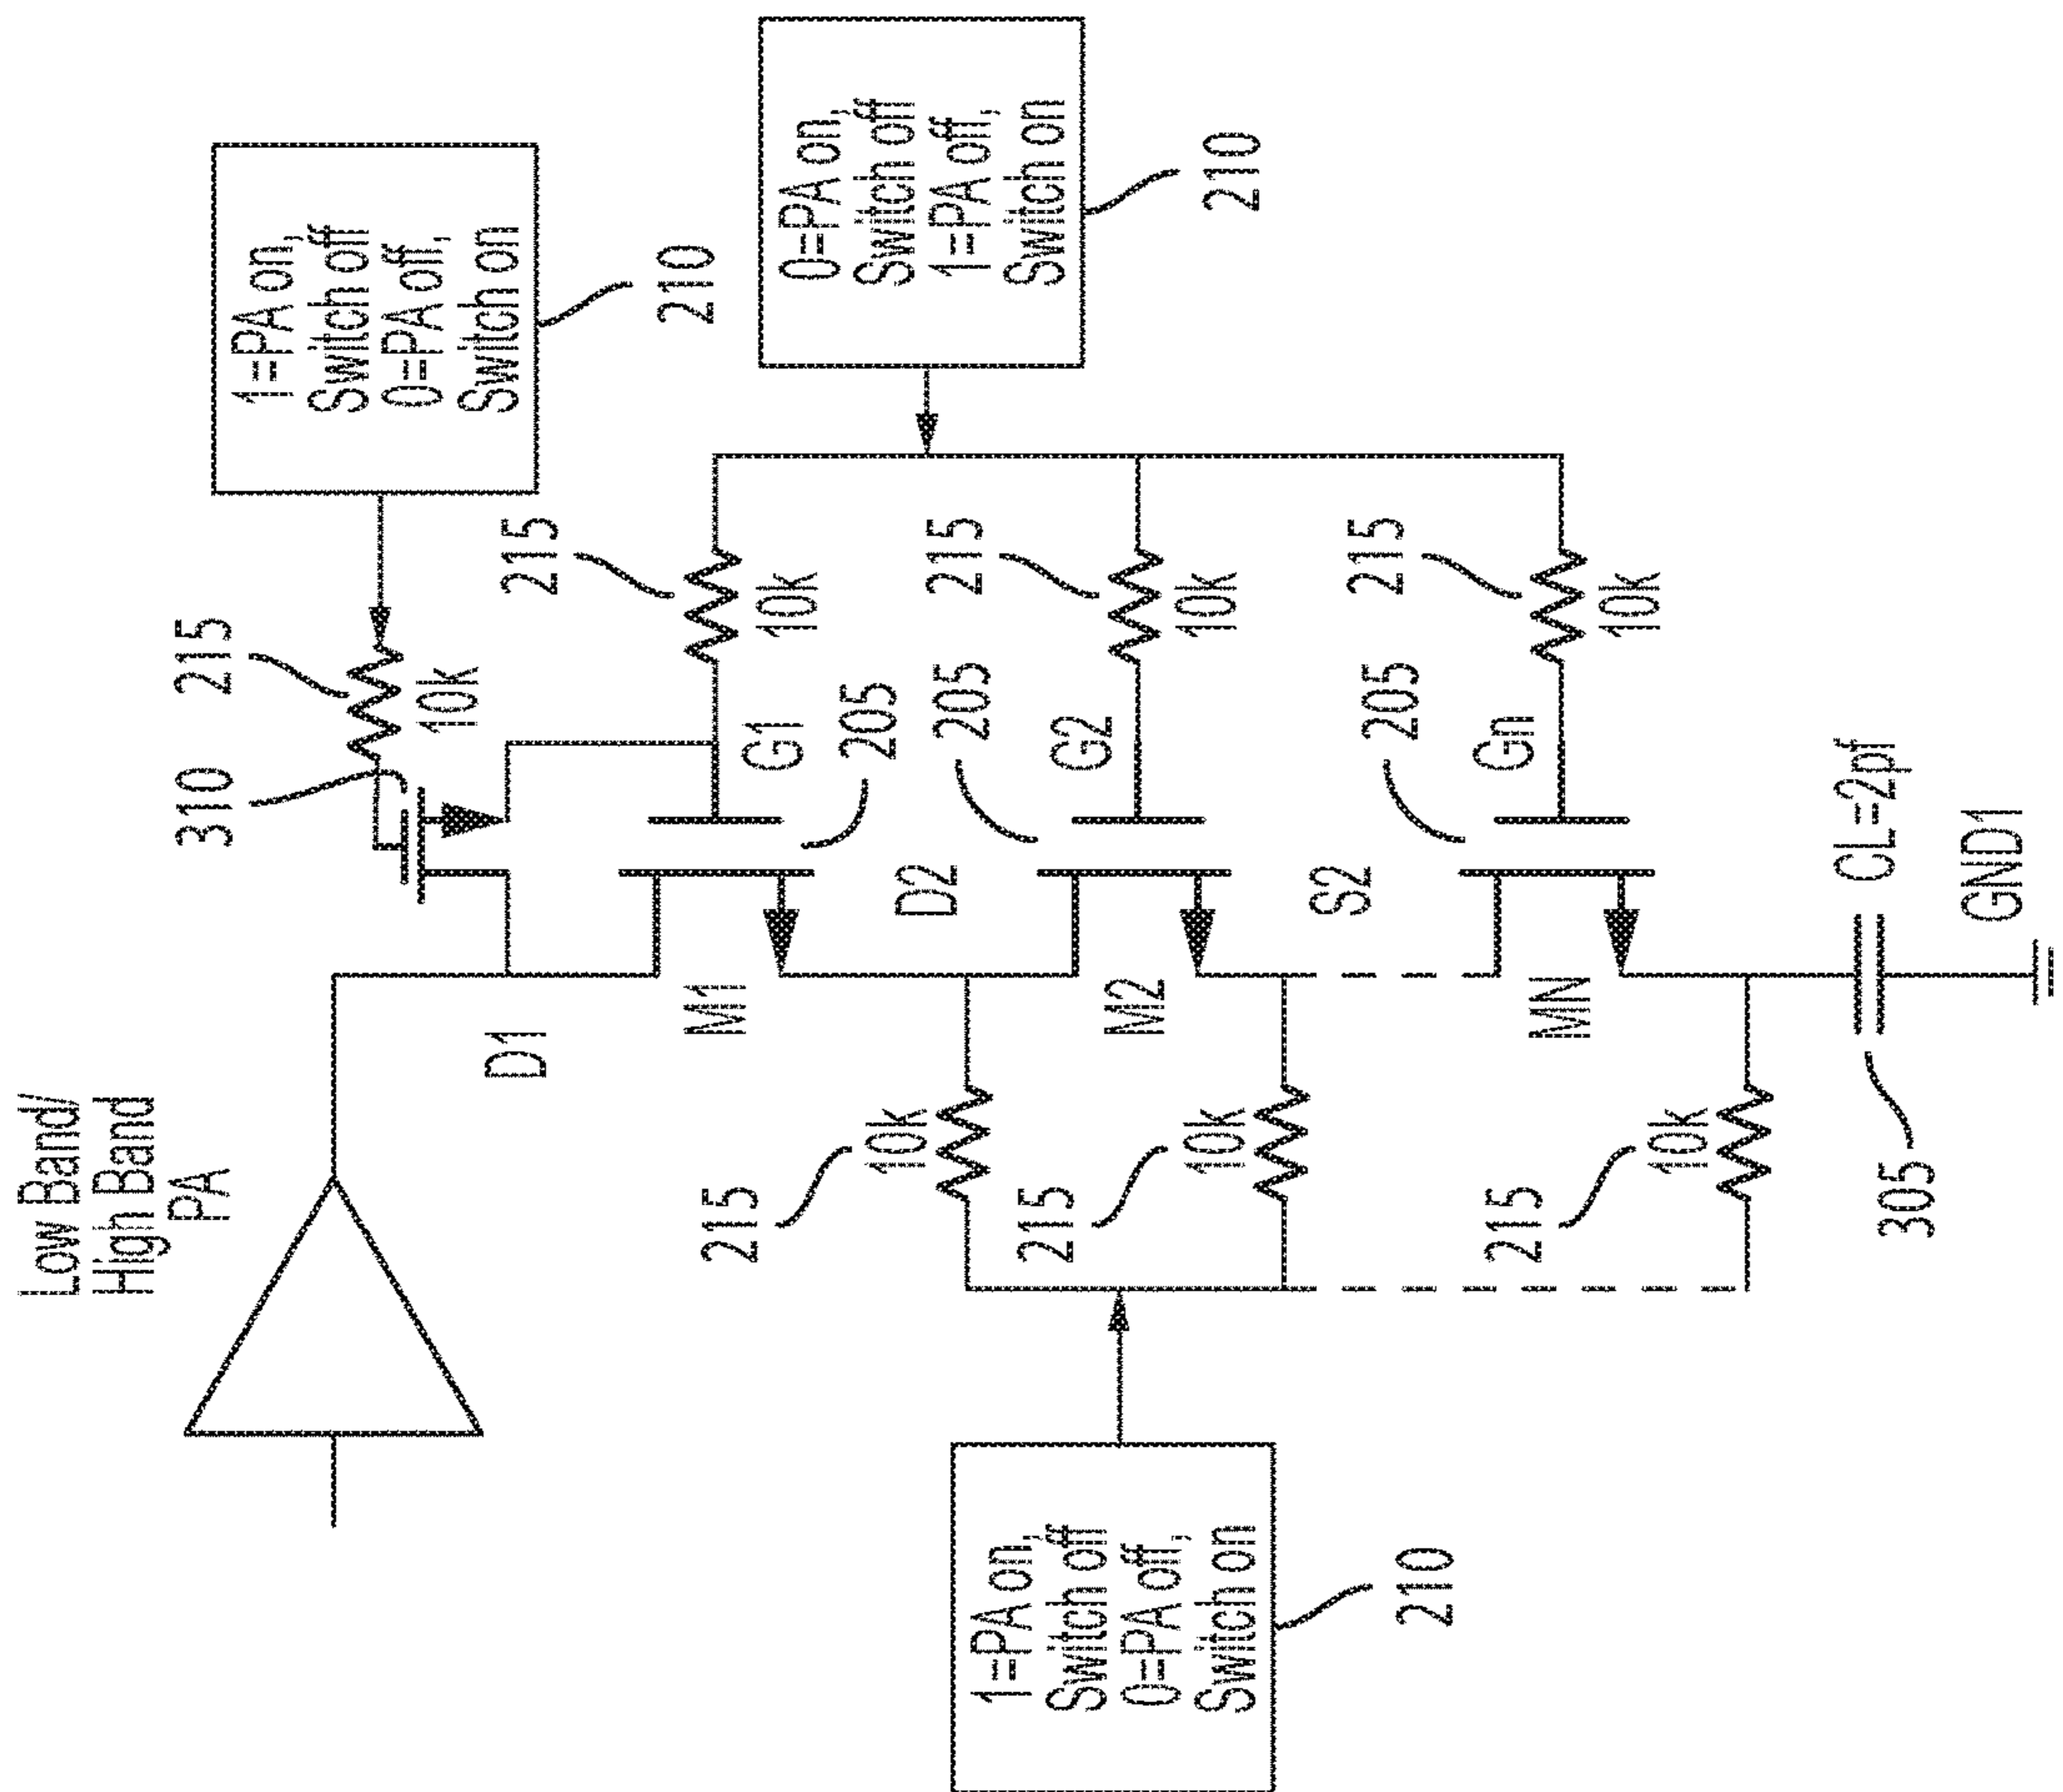 Low Band/
High Band
PA
1=PA on,
Switch off
0=PA off,
Switch on
210
0=PA on,
Switch off
1=PA off,
Switch on
210
1=PA on,
Switch off
0=PA off,
Switch on
210
310
215
10k
215
10k
215
10k
215
10k
D1
M1
G1
205
D2
M2
G2
205
S2
MN
Gn
205
215
10k
215
10k
215
10k
CL=2pf
305
GND1